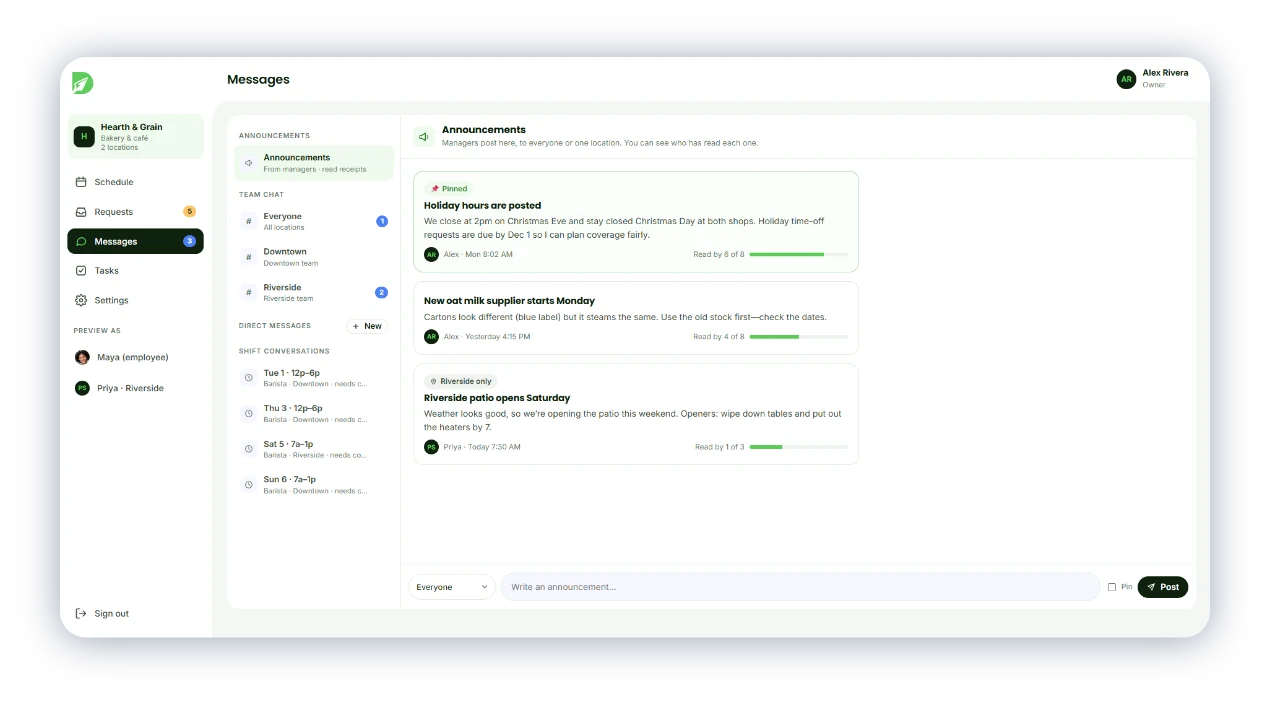 Messages
AR
Alex Rivera
Owner
H
Hearth & Grain
Bakery & café
2 locations
Schedule
Requests
5
Messages
3
Tasks
Settings
PREVIEW AS
Maya (employee)
PS
Priya · Riverside
Sign out
ANNOUNCEMENTS
Announcements
From managers · read receipts
TEAM CHAT
#
Everyone
All locations
1
#
Downtown
Downtown team
#
Riverside
Riverside team
2
DIRECT MESSAGES
+ New
SHIFT CONVERSATIONS
Tue 1 · 12p–6p
Barista · Downtown · needs c...
Thu 3 · 12p–6p
Barista · Downtown · needs c...
Sat 5 · 7a–1p
Barista · Riverside · needs co...
Sun 6 · 7a–1p
Barista · Downtown · needs c...
Announcements
Managers post here, to everyone or one location. You can see who has read each one.
Pinned
Holiday hours are posted
We close at 2pm on Christmas Eve and stay closed Christmas Day at both shops. Holiday time-off
requests are due by Dec 1 so I can plan coverage fairly.
AR
Alex · Mon 8:02 AM
Read by 6 of 8
New oat milk supplier starts Monday
Cartons look different (blue label) but it steams the same. Use the old stock first—check the dates.
AR
Alex · Yesterday 4:15 PM
Read by 4 of 8
Riverside only
Riverside patio opens Saturday
Weather looks good, so we're opening the patio this weekend. Openers: wipe down tables and put out
the heaters by 7.
PS
Priya · Today 7:30 AM
Read by 1 of 3
Everyone
Write an announcement...
Pin
Post